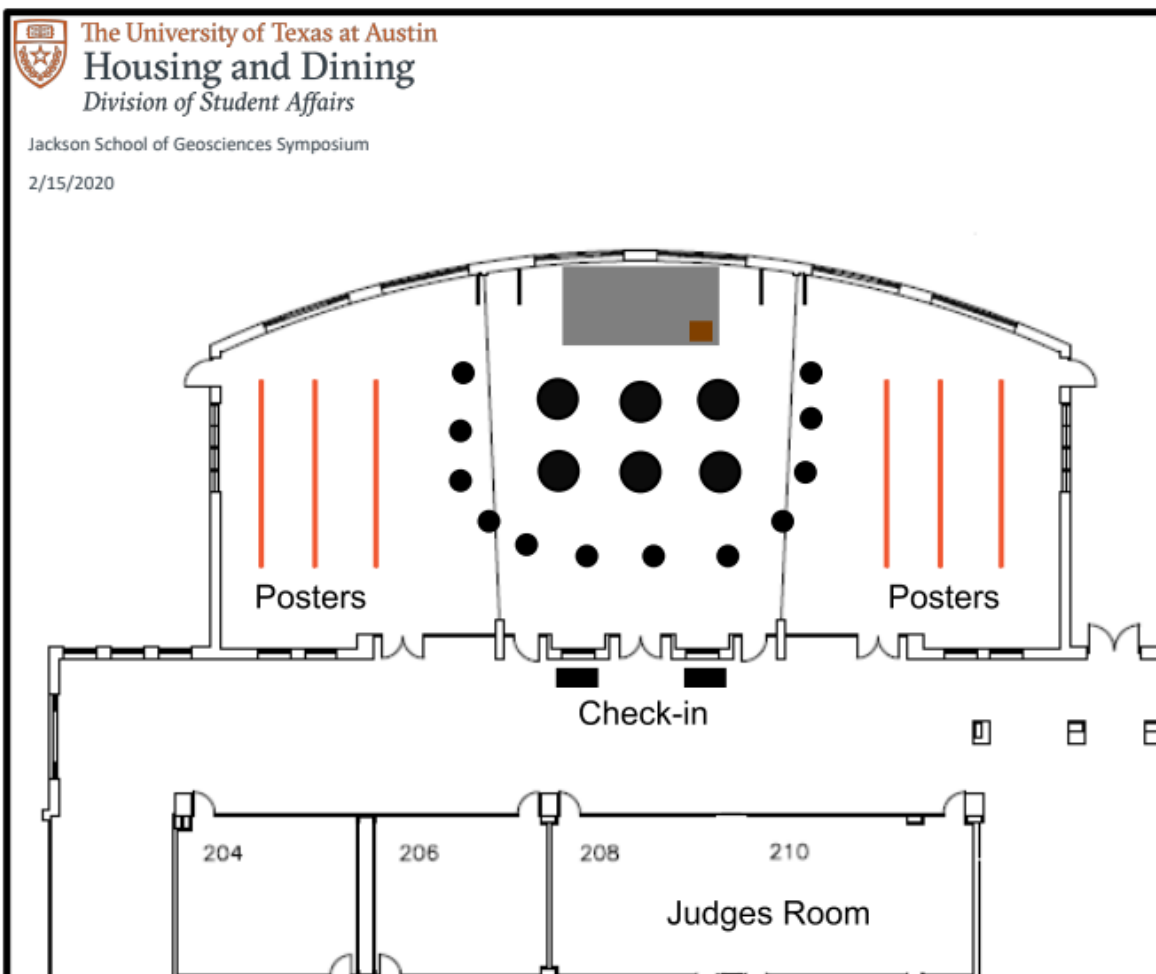 The University of Texas at Austin
Housing and Dining
Division of Student Affairs
Jackson School of Geosciences Symposium
2/15/2020
Posters
Posters
Check-in
204
206
208
210
Judges Room